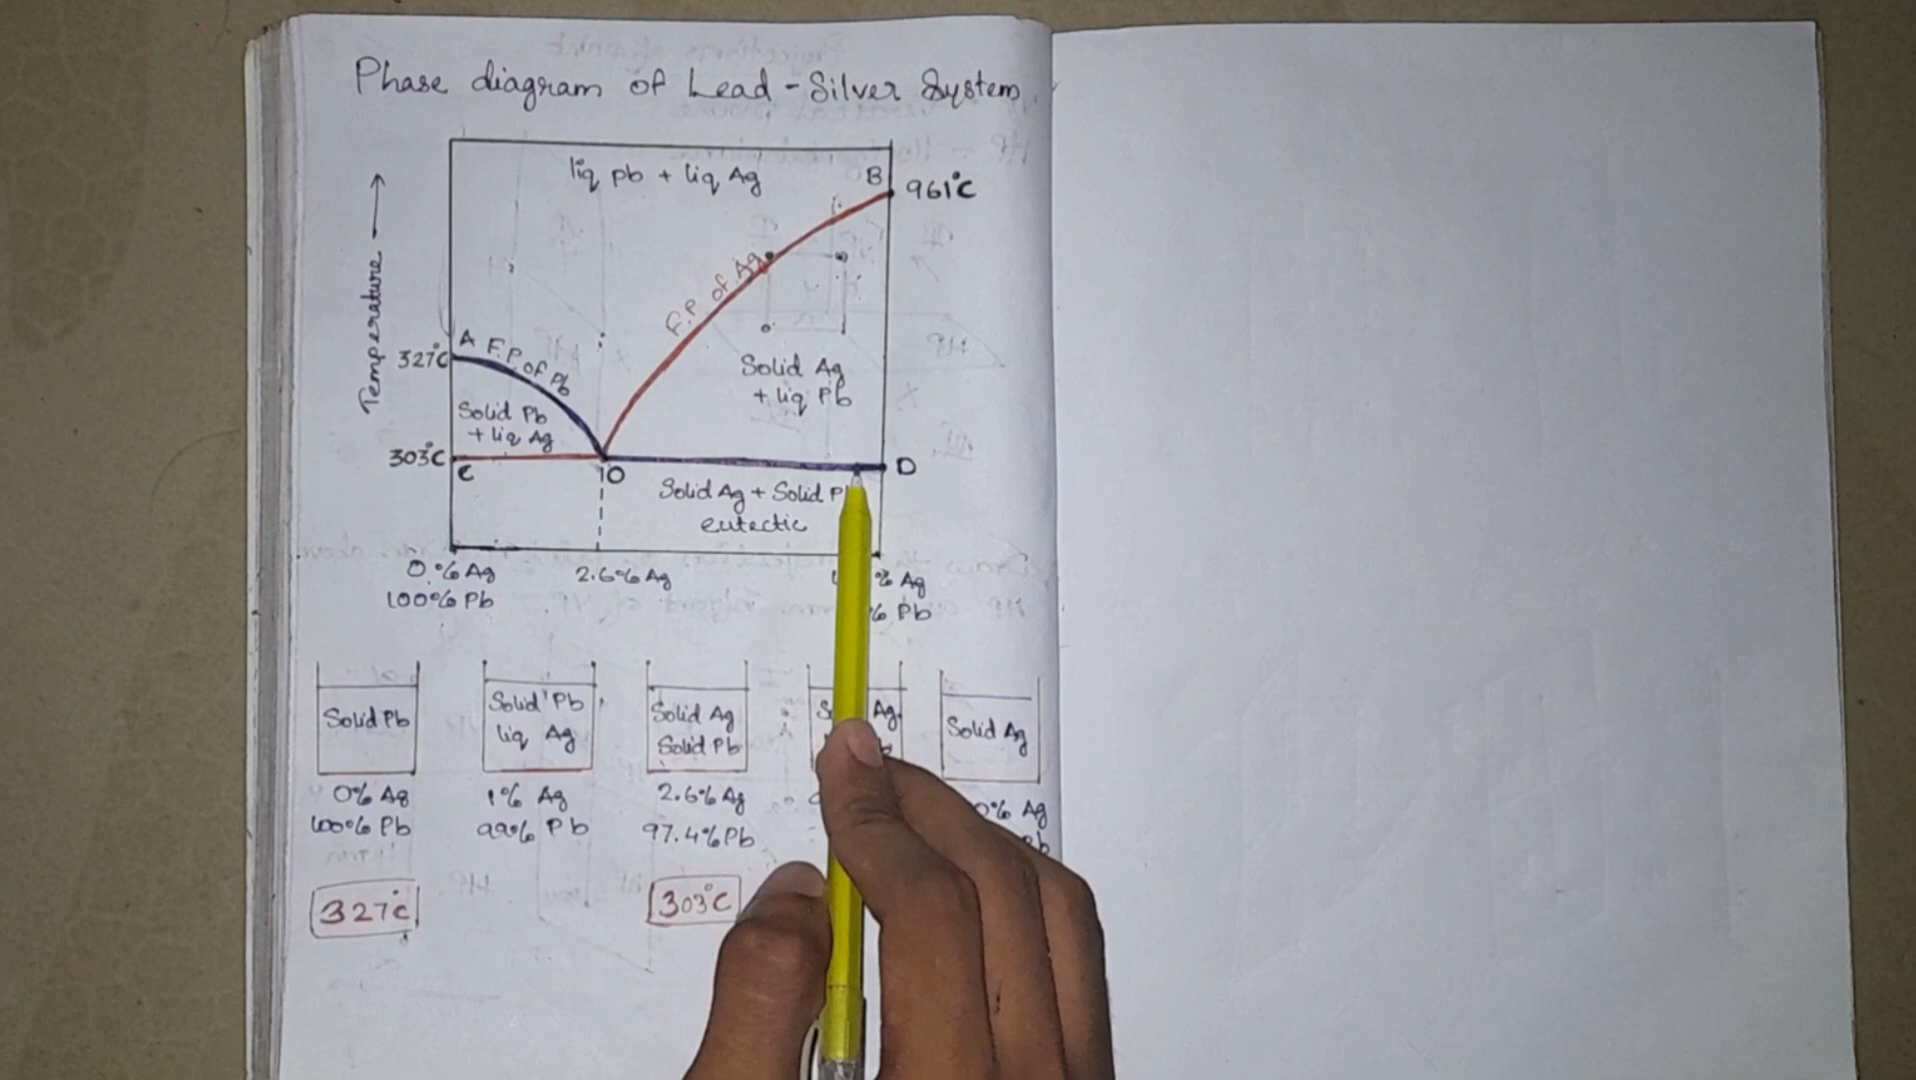 Phase diagram of Lead - Silver System
liq pb + liq Ag
B
961°C
Temperature
F.P. of Ag
A F.P. of Pb
327°C
Solid Ag
+ liq Pb
Solid Pb
+ liq Ag
303°C
C
O
D
Solid Ag + Solid
eutectic
0% Ag
100% Pb
2.6% Ag
% Ag
% Pb
Solid Pb
Solid Pb
liq Ag
Solid Ag
Solid Pb
Ag
Solid Ag
0% Ag
100% Pb
1% Ag
99% Pb
2.6% Ag
97.4% Pb
0% Ag
327°C
303°C